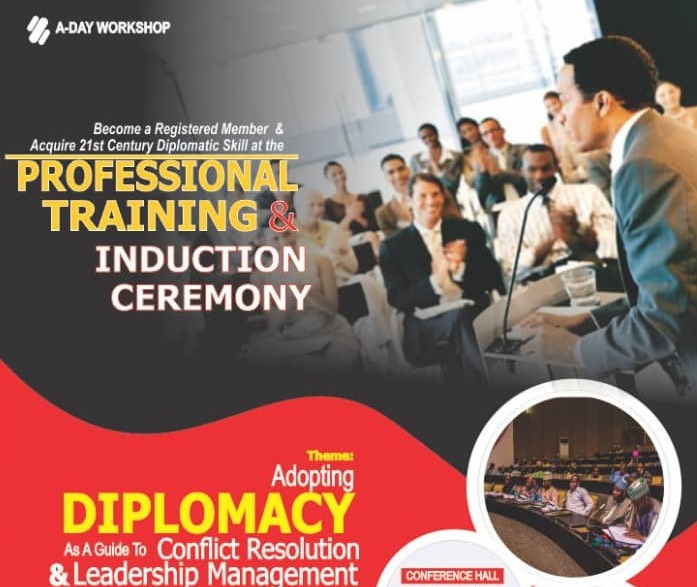 A-DAY WORKSHOP
Become a Registered Member &
Acquire 21st Century Diplomatic Skill at the
PROFESSIONAL
TRAINING &
INDUCTION
CEREMONY
Theme:
Adopting
DIPLOMACY
As A Guide To Conflict Resolution
& Leadership Management
CONFERENCE HALL